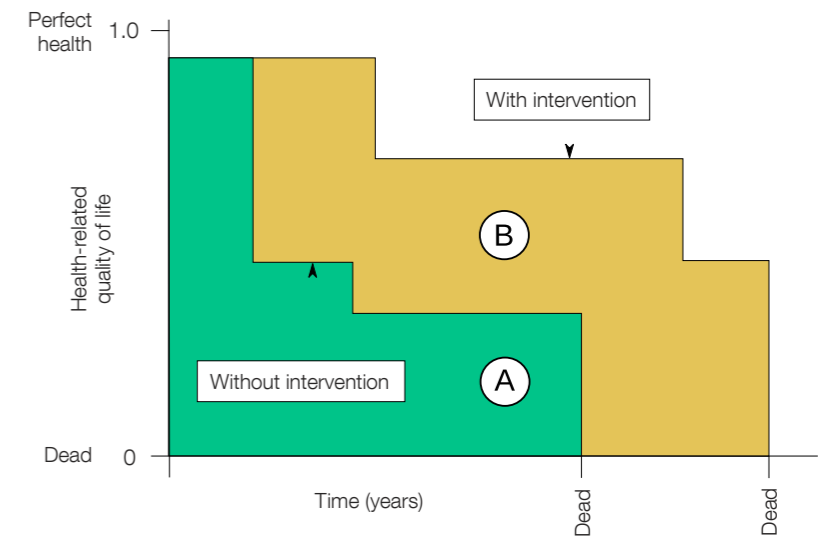 Perfect
health
1.0
With intervention
Health-related
quality of life
B
Without intervention
A
Dead
0
Time (years)
Dead
Dead